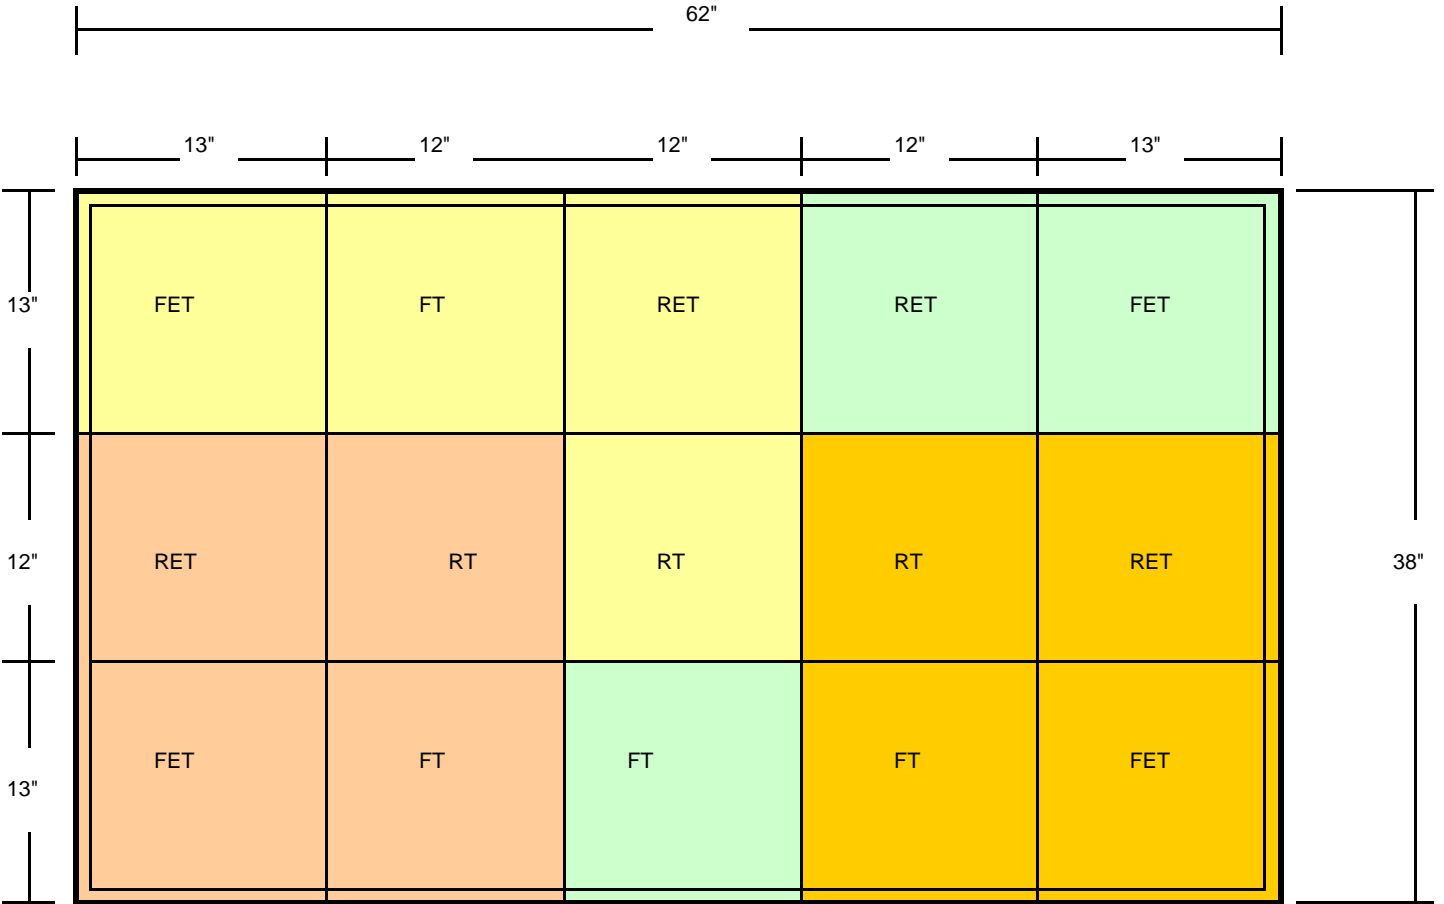 62"
13" 12" 12" 12" 13"
13" FET FT RET RET FET
12" RET RT RT RT RET 38"
FET FT FT FT FET
13"